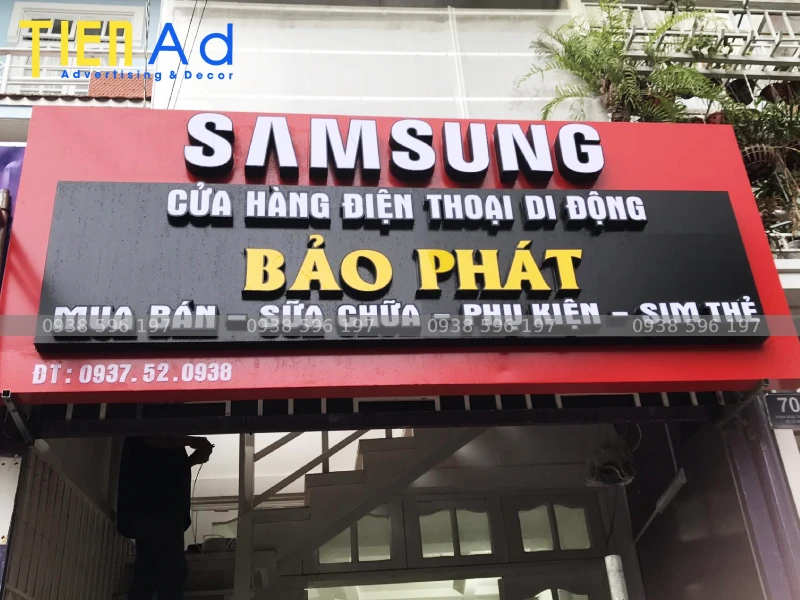 TIEN Ad
Advertising & Decor
SAMSUNG
CỬA HÀNG ĐIỆN THOẠI DI ĐỘNG
BẢO PHÁT
MUA BÁN - SỮA CHỮA - PHỤ KIỆN - SIM THẺ
0938 596 197 0938 596 197 0938 596 197 0938 596 197
ĐT: 0937.52.0938
70